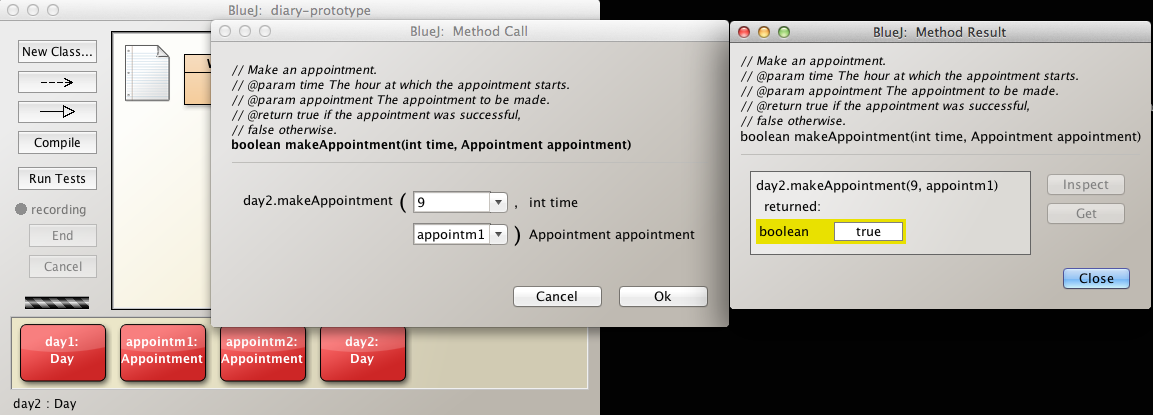 BlueJ:  diary-prototype
New Class...
Compile
Run Tests
recording
End
Cancel
day1:
Day
appointm1:
Appointment
appointm2:
Appointment
day2:
Day
day2 : Day
BlueJ:  Method Call
// Make an appointment.
// @param time The hour at which the appointment starts.
// @param appointment The appointment to be made.
// @return true if the appointment was successful,
// false otherwise.
boolean makeAppointment(int time, Appointment appointment)
day2.makeAppointment ( 9 , int time
appointm1 ) Appointment appointment
Cancel Ok
BlueJ:  Method Result
// Make an appointment.
// @param time The hour at which the appointment starts.
// @param appointment The appointment to be made.
// @return true if the appointment was successful,
// false otherwise.
boolean makeAppointment(int time, Appointment appointment)
day2.makeAppointment(9, appointm1)
returned:
boolean true
Inspect
Get
Close